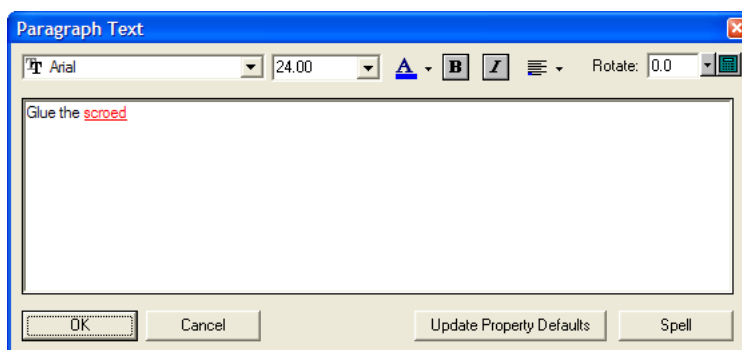 Paragraph Text
Arial 24.00 A B I Rotate: 0.0
Glue the scroed
OK Cancel Update Property Defaults Spell